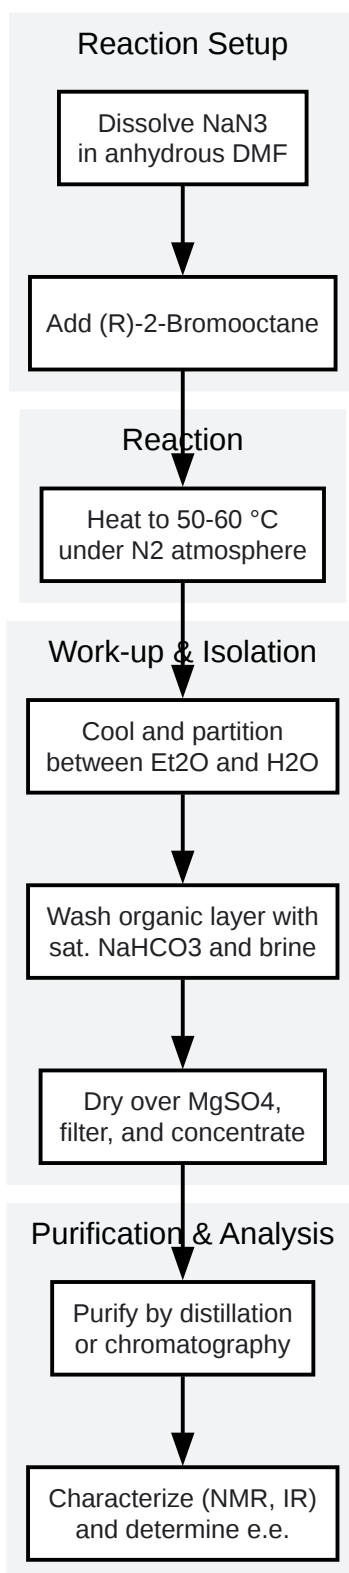 Reaction Setup
Dissolve NaN3
in anhydrous DMF
Add (R)-2-Bromooctane
Reaction
Heat to 50-60 °C
under N2 atmosphere
Work-up & Isolation
Cool and partition
between Et2O and H2O
Wash organic layer with
sat. NaHCO3 and brine
Dry over MgSO4,
filter, and concentrate
Purification & Analysis
Purify by distillation
or chromatography
Characterize (NMR, IR)
and determine e.e.